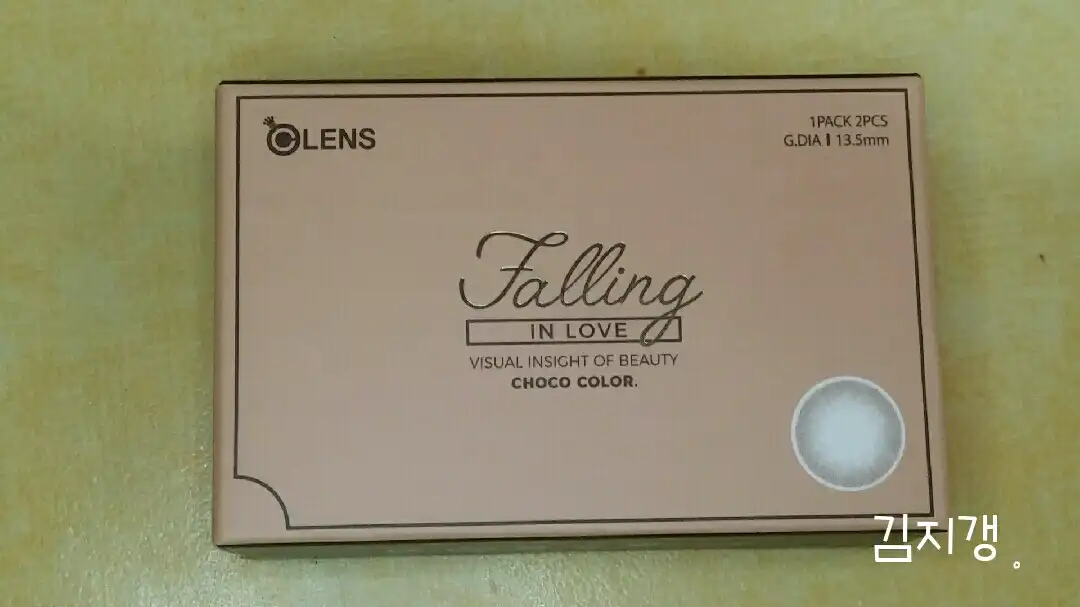 OLENS
1PACK 2PCS
G.DIA | 13.5mm
Falling
IN LOVE
VISUAL INSIGHT OF BEAUTY
CHOCO COLOR.
김지갱。